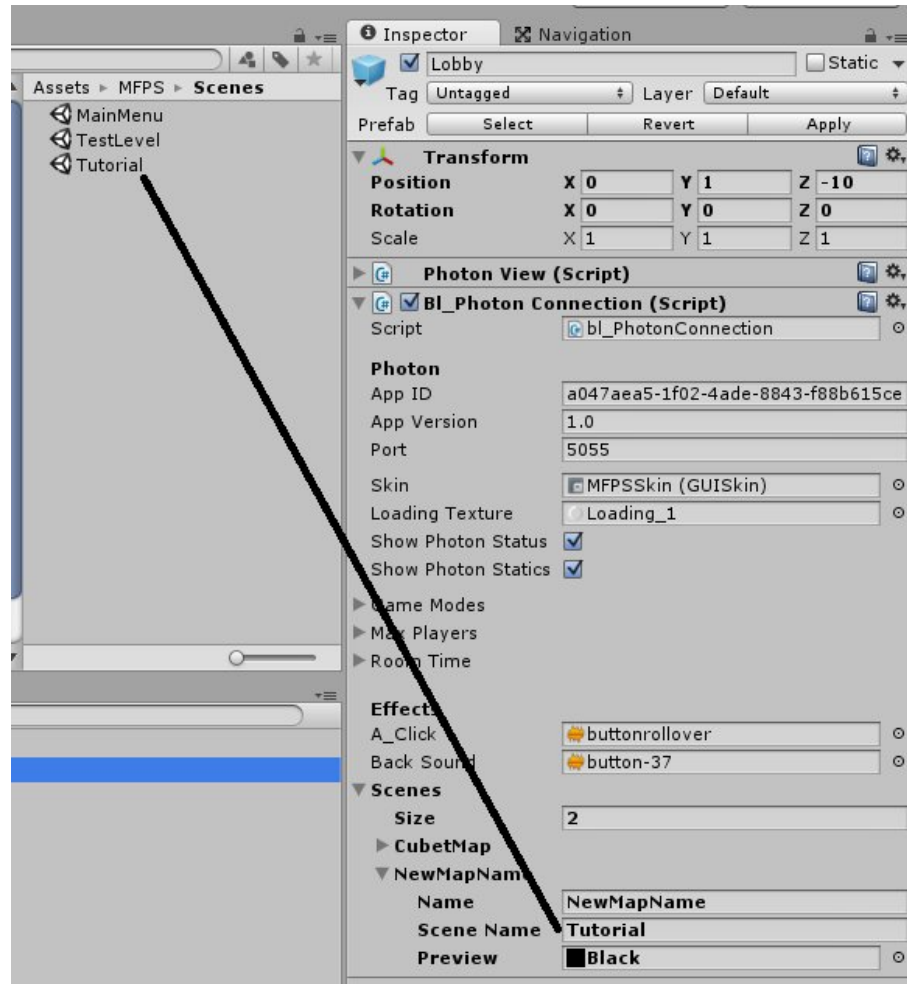 Assets ▸ MFPS ▸ Scenes
MainMenu
TestLevel
Tutorial
Inspector Navigation
Lobby Static
Tag Untagged Layer Default
Prefab Select Revert Apply
Transform
Position X 0 Y 1 Z -10
Rotation X 0 Y 0 Z 0
Scale X 1 Y 1 Z 1
Photon View (Script)
Bl_Photon Connection (Script)
Script bl_PhotonConnection
Photon
App ID a047aea5-1f02-4ade-8843-f88b615ce
App Version 1.0
Port 5055
Skin MFPSSkin (GUISkin)
Loading Texture Loading_1
Show Photon Status
Show Photon Statics
Game Modes
Max Players
Room Time
Effects
A_Click buttonrollover
Back Sound button-37
Scenes
Size 2
CubetMap
NewMapName
Name NewMapName
Scene Name Tutorial
Preview Black